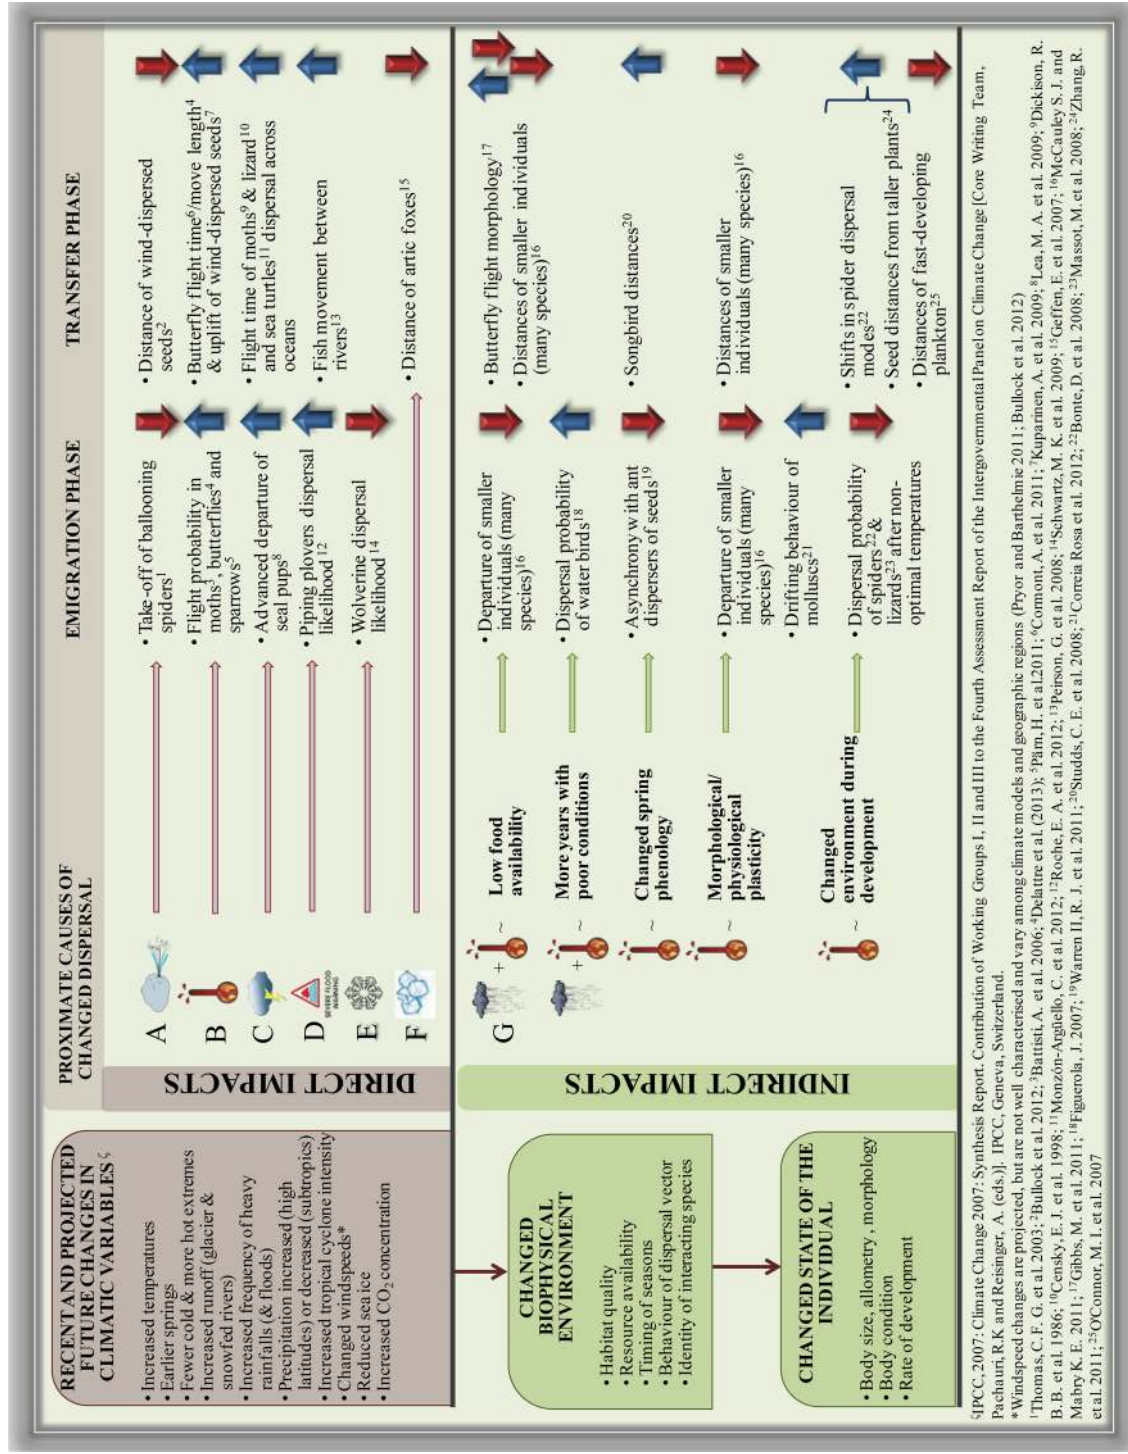 PROXIMATE CAUSES OF
CHANGED DISPERSAL
EMIGRATION PHASE
TRANSFER PHASE
RECENT AND PROJECTED
FUTURE CHANGES IN
CLIMATIC VARIABLES
• Increased temperatures
• Earlier springs
• Fewer cold & more hot extremes
• Increased runoff (glacier &
snowfed rivers)
• Increased frequency of heavy
rainfalls (& floods)
• Precipitation increased (high
latitudes) or decreased (subtropics)
• Increased tropical cyclone intensity
• Changed windspeeds*
• Reduced sea ice
• Increased CO₂ concentration
DIRECT IMPACTS
A
B
C
D
SEVERE FLOOD
WARNING
E
F
• Take-off of ballooning
spiders¹
• Flight probability in
moths³, butterflies⁴ and
sparrows⁵
• Advanced departure of
seal pups⁸
• Piping plovers dispersal
likelihood¹²
• Wolverine dispersal
likelihood¹⁴
• Distance of wind-dispersed
seeds²
• Butterfly flight time⁶/move length⁴
& uplift of wind-dispersed seeds⁷
• Flight time of moths⁹ & lizard¹⁰
and sea turtles¹¹ dispersal across
oceans
• Fish movement between
rivers¹³
• Distance of artic foxes¹⁵
CHANGED
BIOPHYSICAL
ENVIRONMENT
• Habitat quality
• Resource availability
• Timing of seasons
• Behaviour of dispersal vector
• Identity of interacting species
CHANGED STATE OF THE
INDIVIDUAL
• Body size, allometry, morphology
• Body condition
• Rate of development
INDIRECT IMPACTS
G
+ ~
Low food
availability
+ ~
More years with
poor conditions
~
Changed spring
phenology
~
Morphological/
physiological
plasticity
~
Changed
environment during
development
• Departure of smaller
individuals (many
species)¹⁶
• Dispersal probability
of water birds¹⁸
• Asynchrony with ant
dispersers of seeds¹⁹
• Departure of smaller
individuals (many
species)¹⁶
• Drifting behaviour of
molluscs²¹
• Dispersal probability
of spiders²² &
lizards²³ after non-
optimal temperatures
• Butterfly flight morphology¹⁷
• Distances of smaller individuals
(many species)¹⁶
• Songbird distances²⁰
• Distances of smaller
individuals (many species)¹⁶
• Shifts in spider dispersal
modes²²
• Seed distances from taller plants²⁴
• Distances of fast-developing
plankton²⁵
IPCC, 2007: Climate Change 2007: Synthesis Report. Contribution of Working Groups I, II and III to the Fourth Assessment Report of the Intergovernmental Panel on Climate Change [Core Writing Team,
Pachauri, R.K and Reisinger, A. (eds.)]. IPCC, Geneva, Switzerland.
*Windspeed changes are projected, but are not well characterised and vary among climate models and geographic regions (Pryor and Barthelmie 2011; Bullock et al. 2012)
¹Thomas, C. F. G. et al. 2003; ²Bullock et al. 2012; ³Battisti, A. et al. 2006; ⁴Delattre et al. (2013); ⁵Pärn, H. et al.2011; ⁶Cormont, A. et al. 2011; ⁷Kuparinen, A. et al. 2009; ⁸Lea, M. A. et al. 2009; ⁹Dickison, R.
B. B. et al. 1986; ¹⁰Censky, E. J. et al. 1998; ¹¹Monzón-Argüello, C. et al. 2012; ¹²Roche, E. A. et al. 2012; ¹³Peirson, G. et al. 2008; ¹⁴Schwartz, M. K. et al. 2009; ¹⁵Geffen, E. et al. 2007; ¹⁶McCauley S. J. and
Mabry K. E. 2011; ¹⁷Gibbs, M. et al. 2011; ¹⁸Figuerola, J. 2007; ¹⁹Warren II, R. J. et al. 2011; ²⁰Studds, C. E. et al. 2008; ²¹Correia Rosa et al. 2012; ²²Bonte, D. et al. 2008; ²³Massot, M. et al. 2008; ²⁴Zhang, R.
et al. 2011; ²⁵O'Connor, M. I. et al. 2007